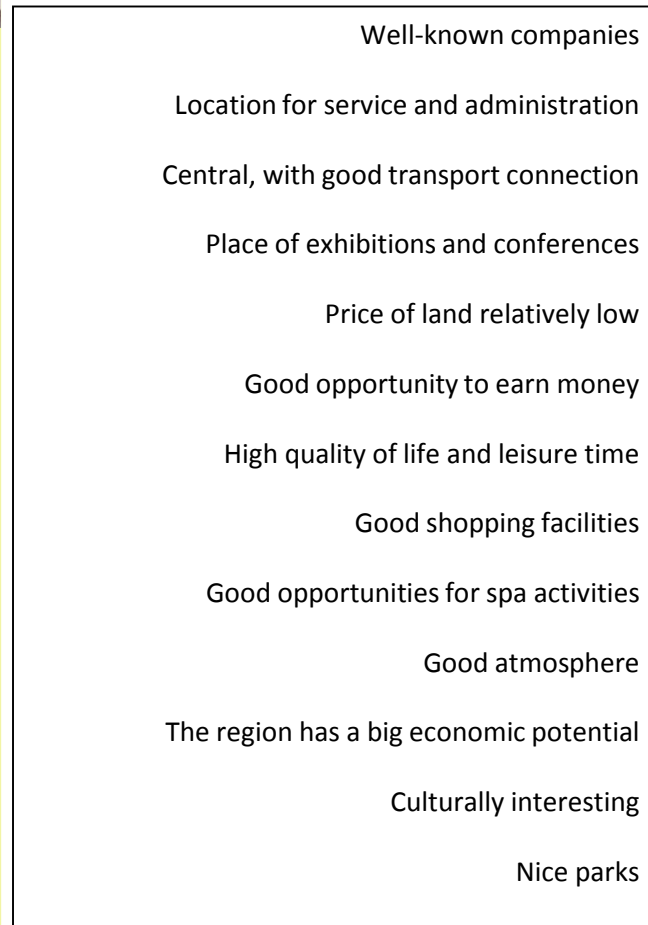 Well-known companies
Location for service and administration
Central, with good transport connection
Place of exhibitions and conferences
Price of land relatively low
Good opportunity to earn money
High quality of life and leisure time
Good shopping facilities
Good opportunities for spa activities
Good atmosphere
The region has a big economic potential
Culturally interesting
Nice parks